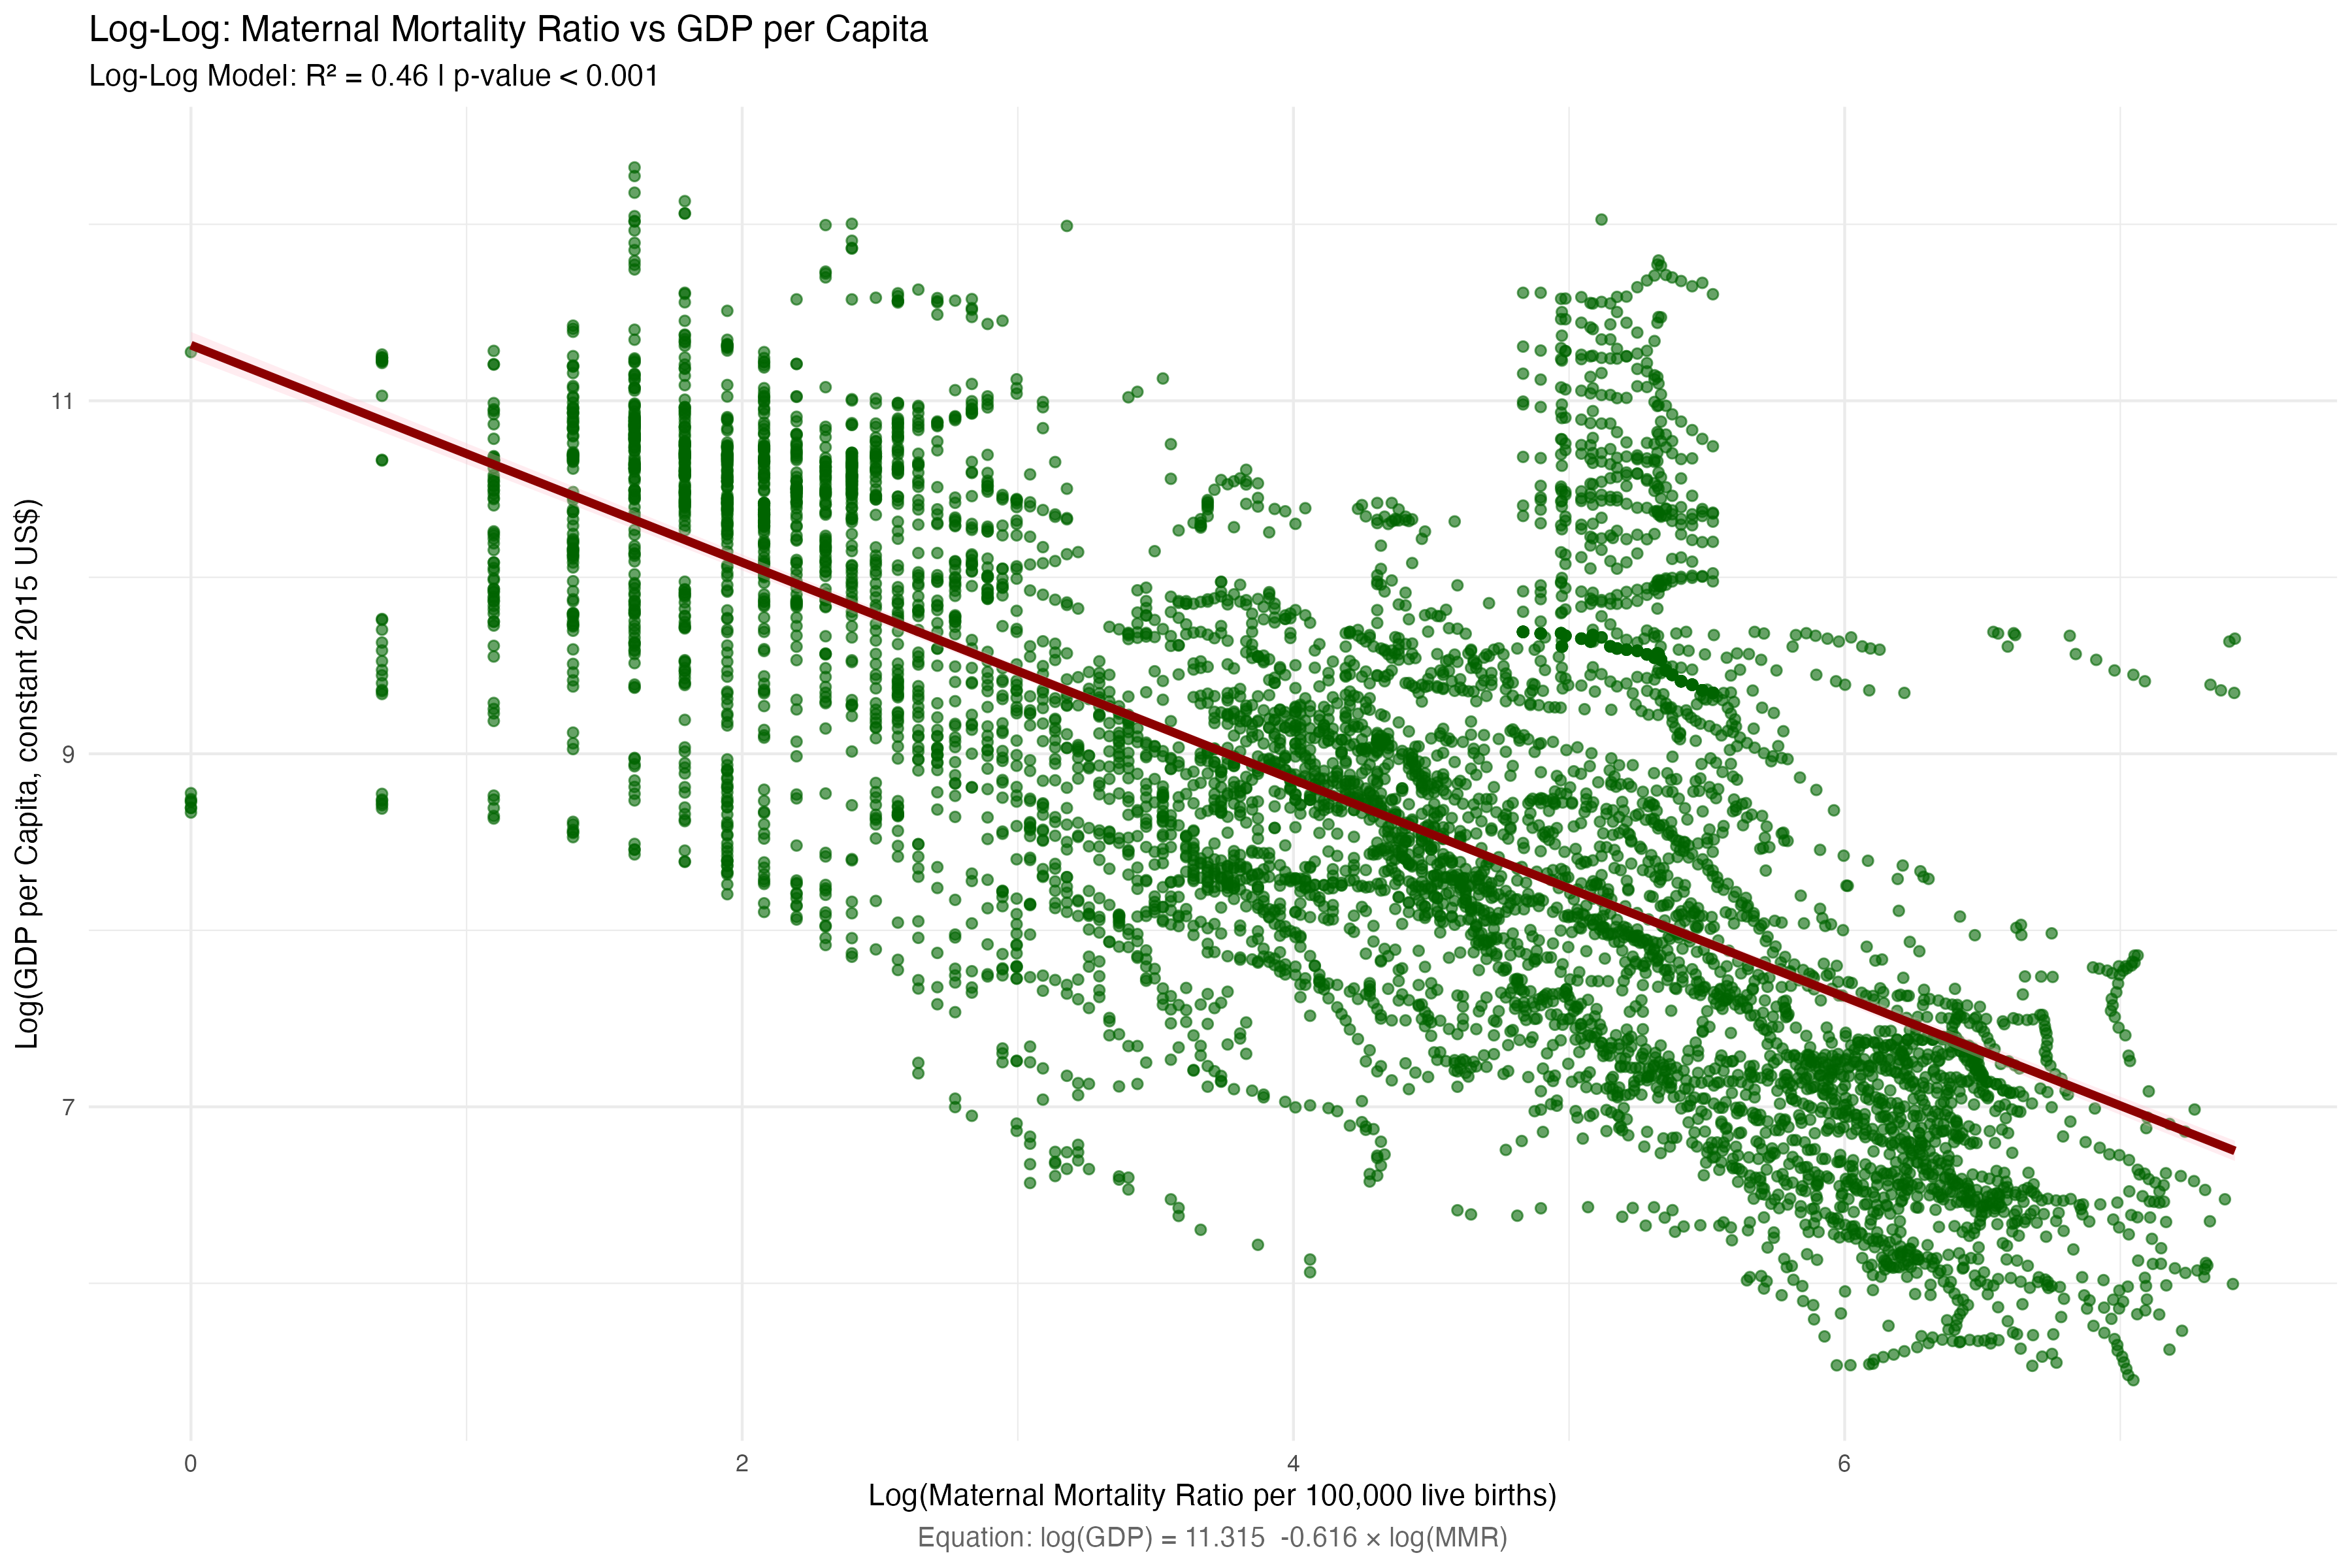 Log-Log: Maternal Mortality Ratio vs GDP per Capita
Log-Log Model: R² = 0.46 | p-value < 0.001
Log(GDP per Capita, constant 2015 US$)
11
9
7
0 2 4 6
Log(Maternal Mortality Ratio per 100,000 live births)
Equation: log(GDP) = 11.315  -0.616 × log(MMR)